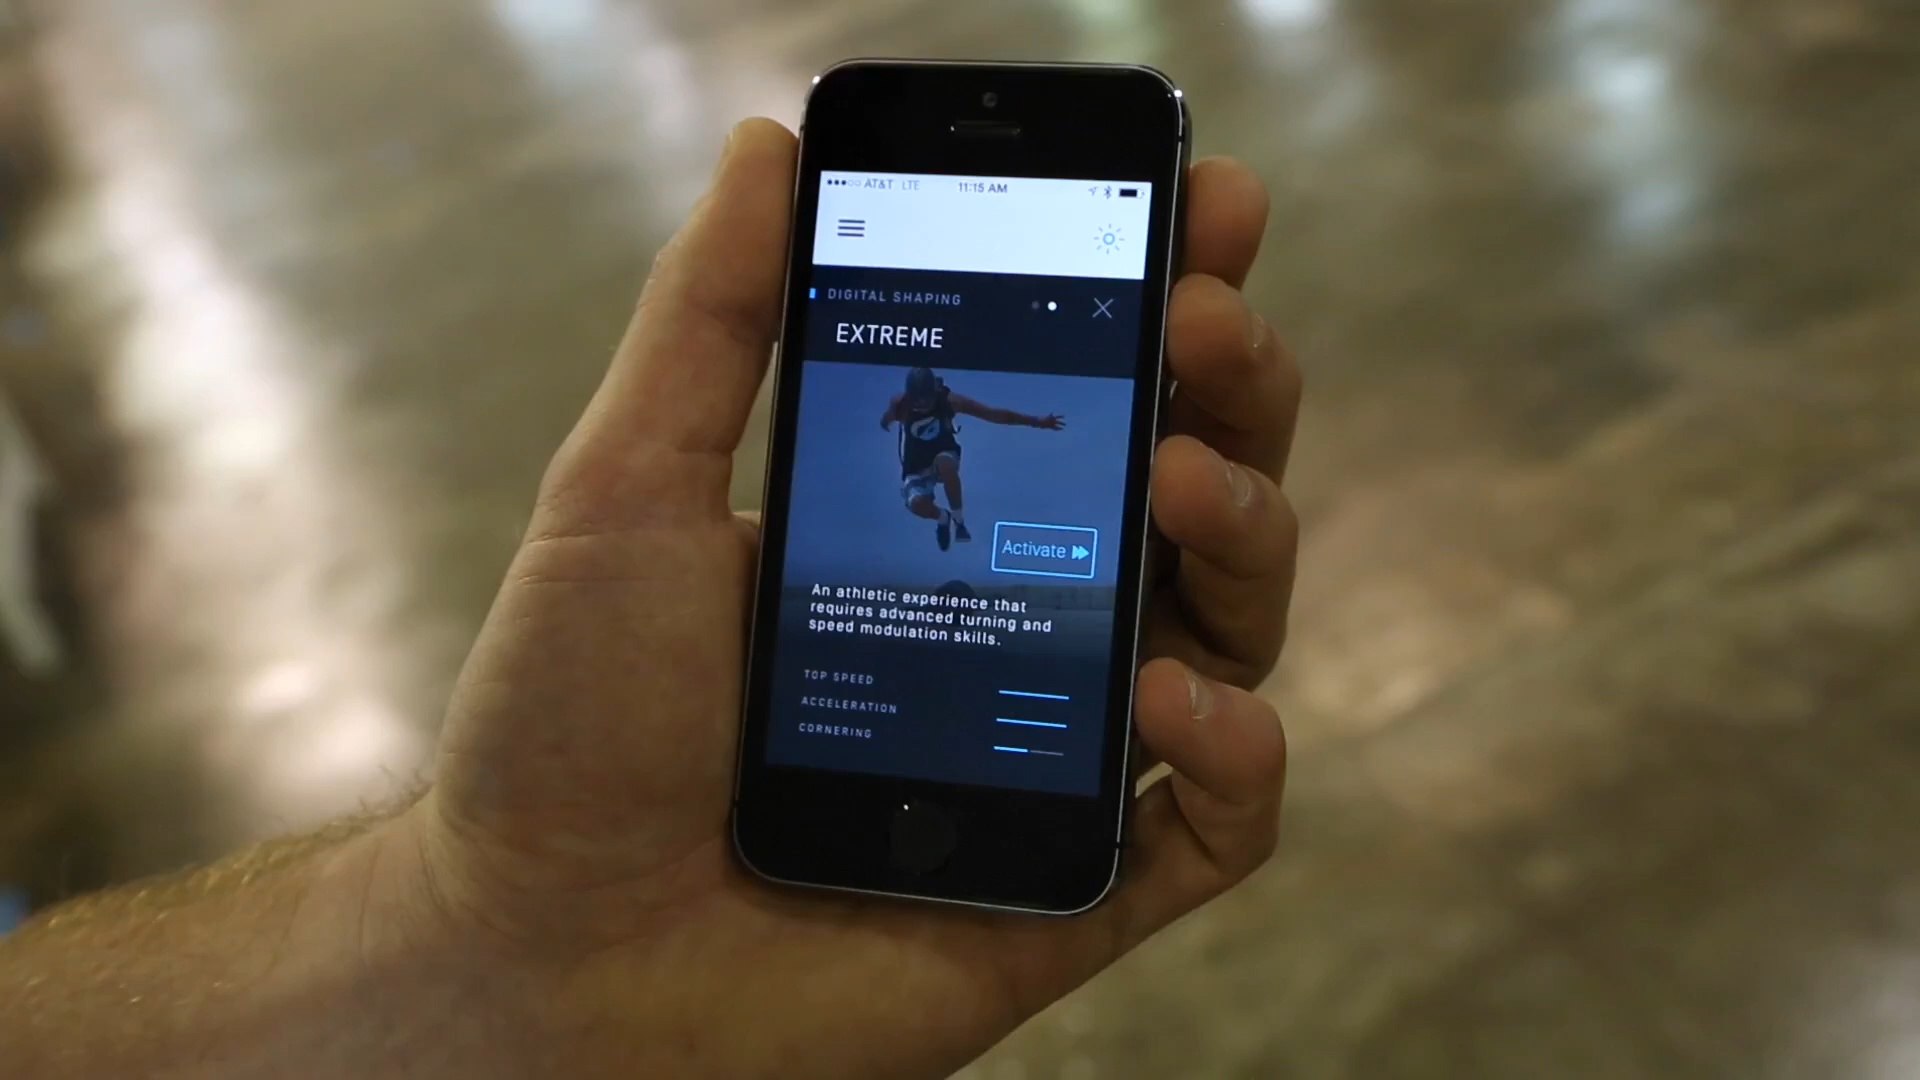 AT&T LTE 11:15 AM
DIGITAL SHAPING
EXTREME
Activate
An athletic experience that
requires advanced turning and
speed modulation skills.
TOP SPEED
ACCELERATION
CORNERING